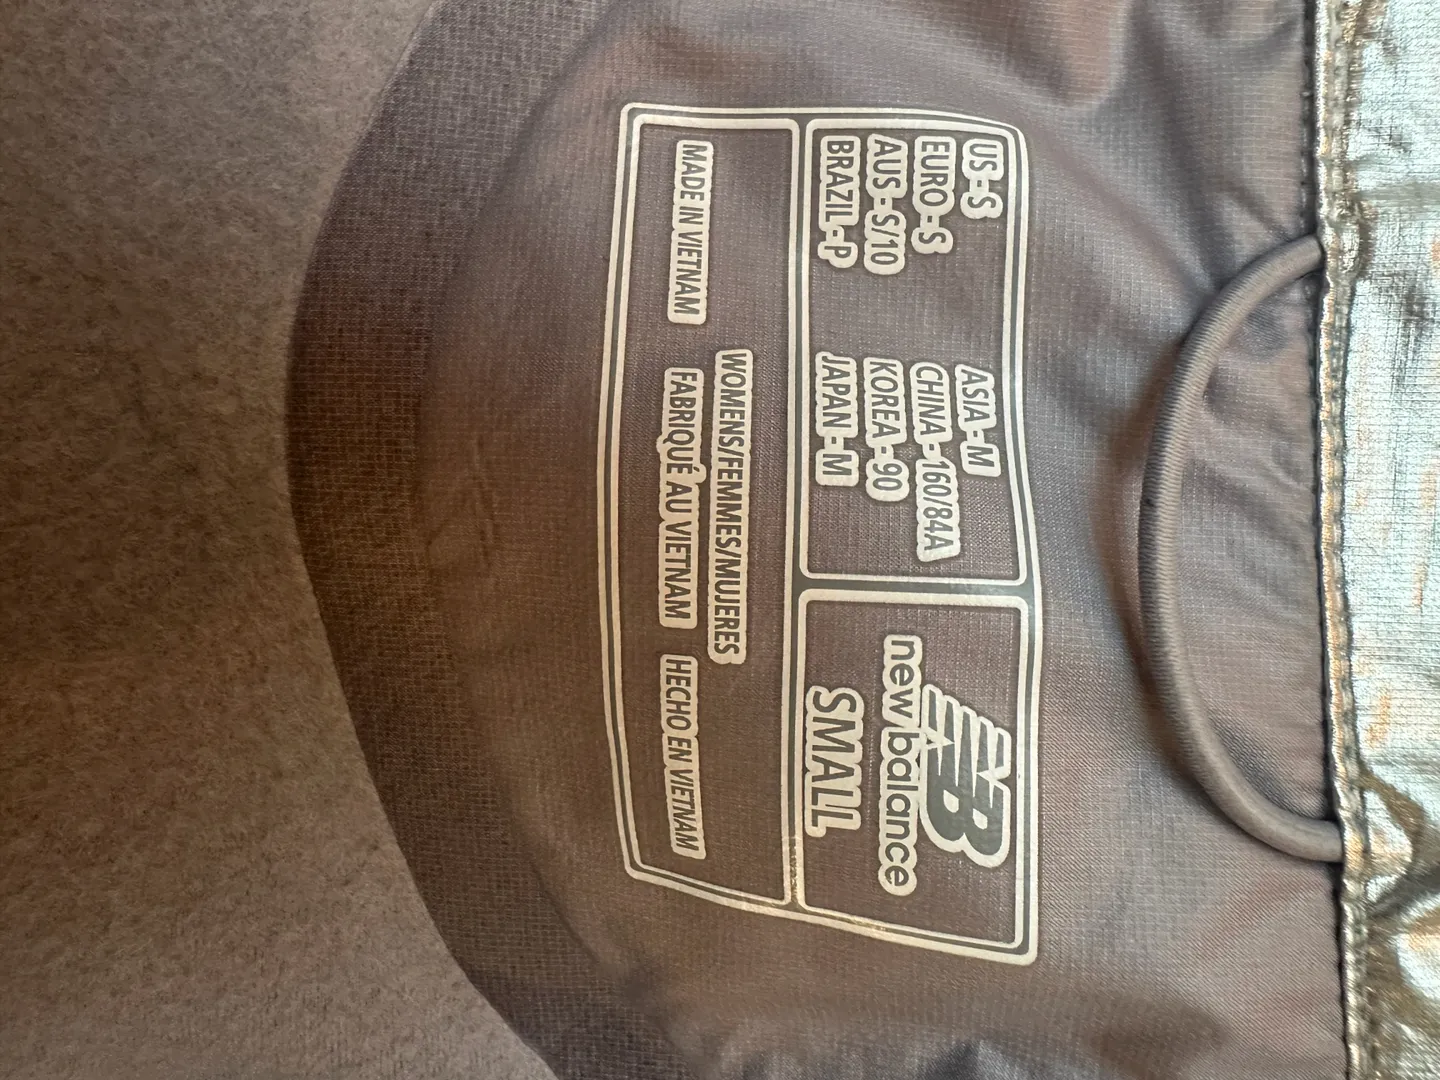 US - S
EURO - S
AUS - S/10
BRAZIL - P
ASIA - M
CHINA - 160/84A
KOREA - 90
JAPAN - M
NB
new balance
SMALL
WOMENS/FEMMES/MUJERES
MADE IN VIETNAM FABRIQUÉ AU VIETNAM HECHO EN VIETNAM